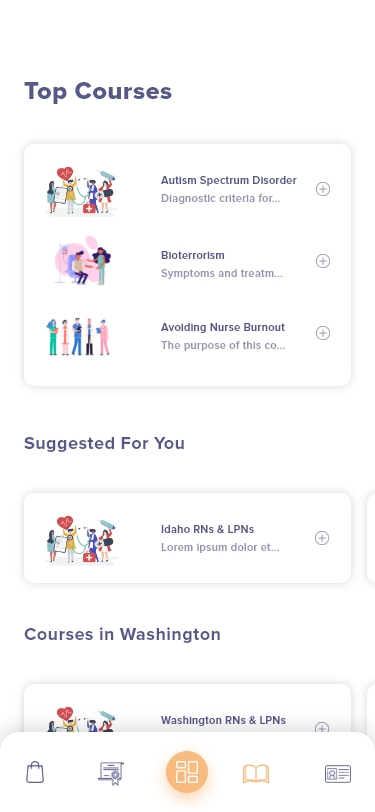 Top Courses
Autism Spectrum Disorder
Diagnostic criteria for...
Bioterrorism
Symptoms and treatm...
Avoiding Nurse Burnout
The purpose of this co...
Suggested For You
Idaho RNs & LPNs
Lorem ipsum dolor et...
Courses in Washington
Washington RNs & LPNs